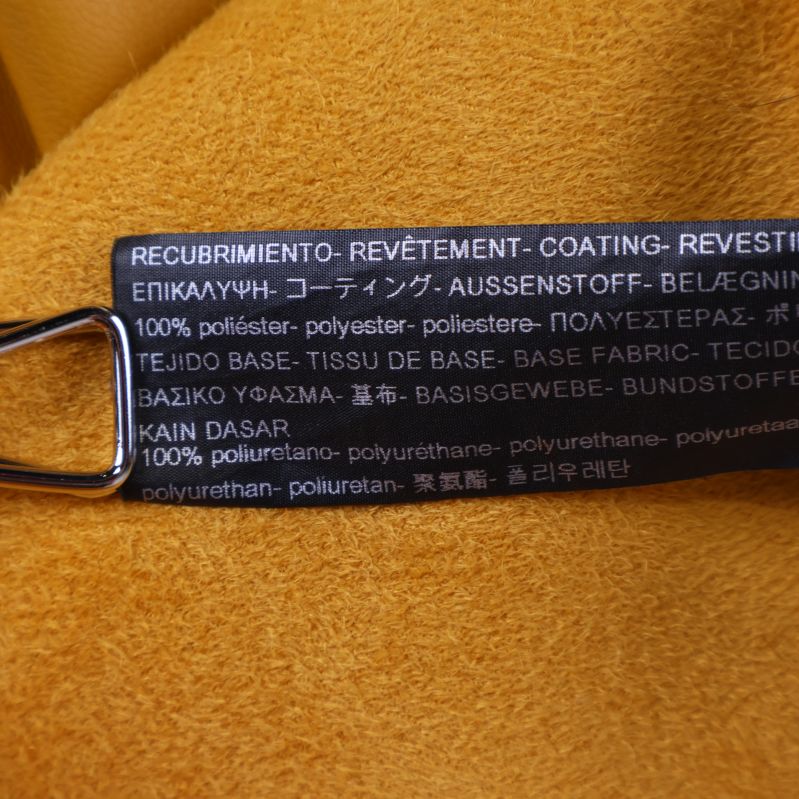 RECUBRIMIENTO- REVÊTEMENT- COATING- REVESTI
ΕΠΙΚΑΛΥΨΗ- コーティング- AUSSENSTOFF- BELÆGNIN
100% poliéster- polyester- poliestere- ΠΟΛΥΕΣΤΕΡΑΣ- ポ
TEJIDO BASE- TISSU DE BASE- BASE FABRIC- TECIDO
ΒΑΣΙΚΟ ΥΦΑΣΜΑ- 基布- BASISGEWEBE- BUNDSTOFFE
KAIN DASAR
100% poliuretano- polyuréthane- polyurethane- polyuretaa
polyurethan- poliuretan- 聚氨酯- 폴리우레탄